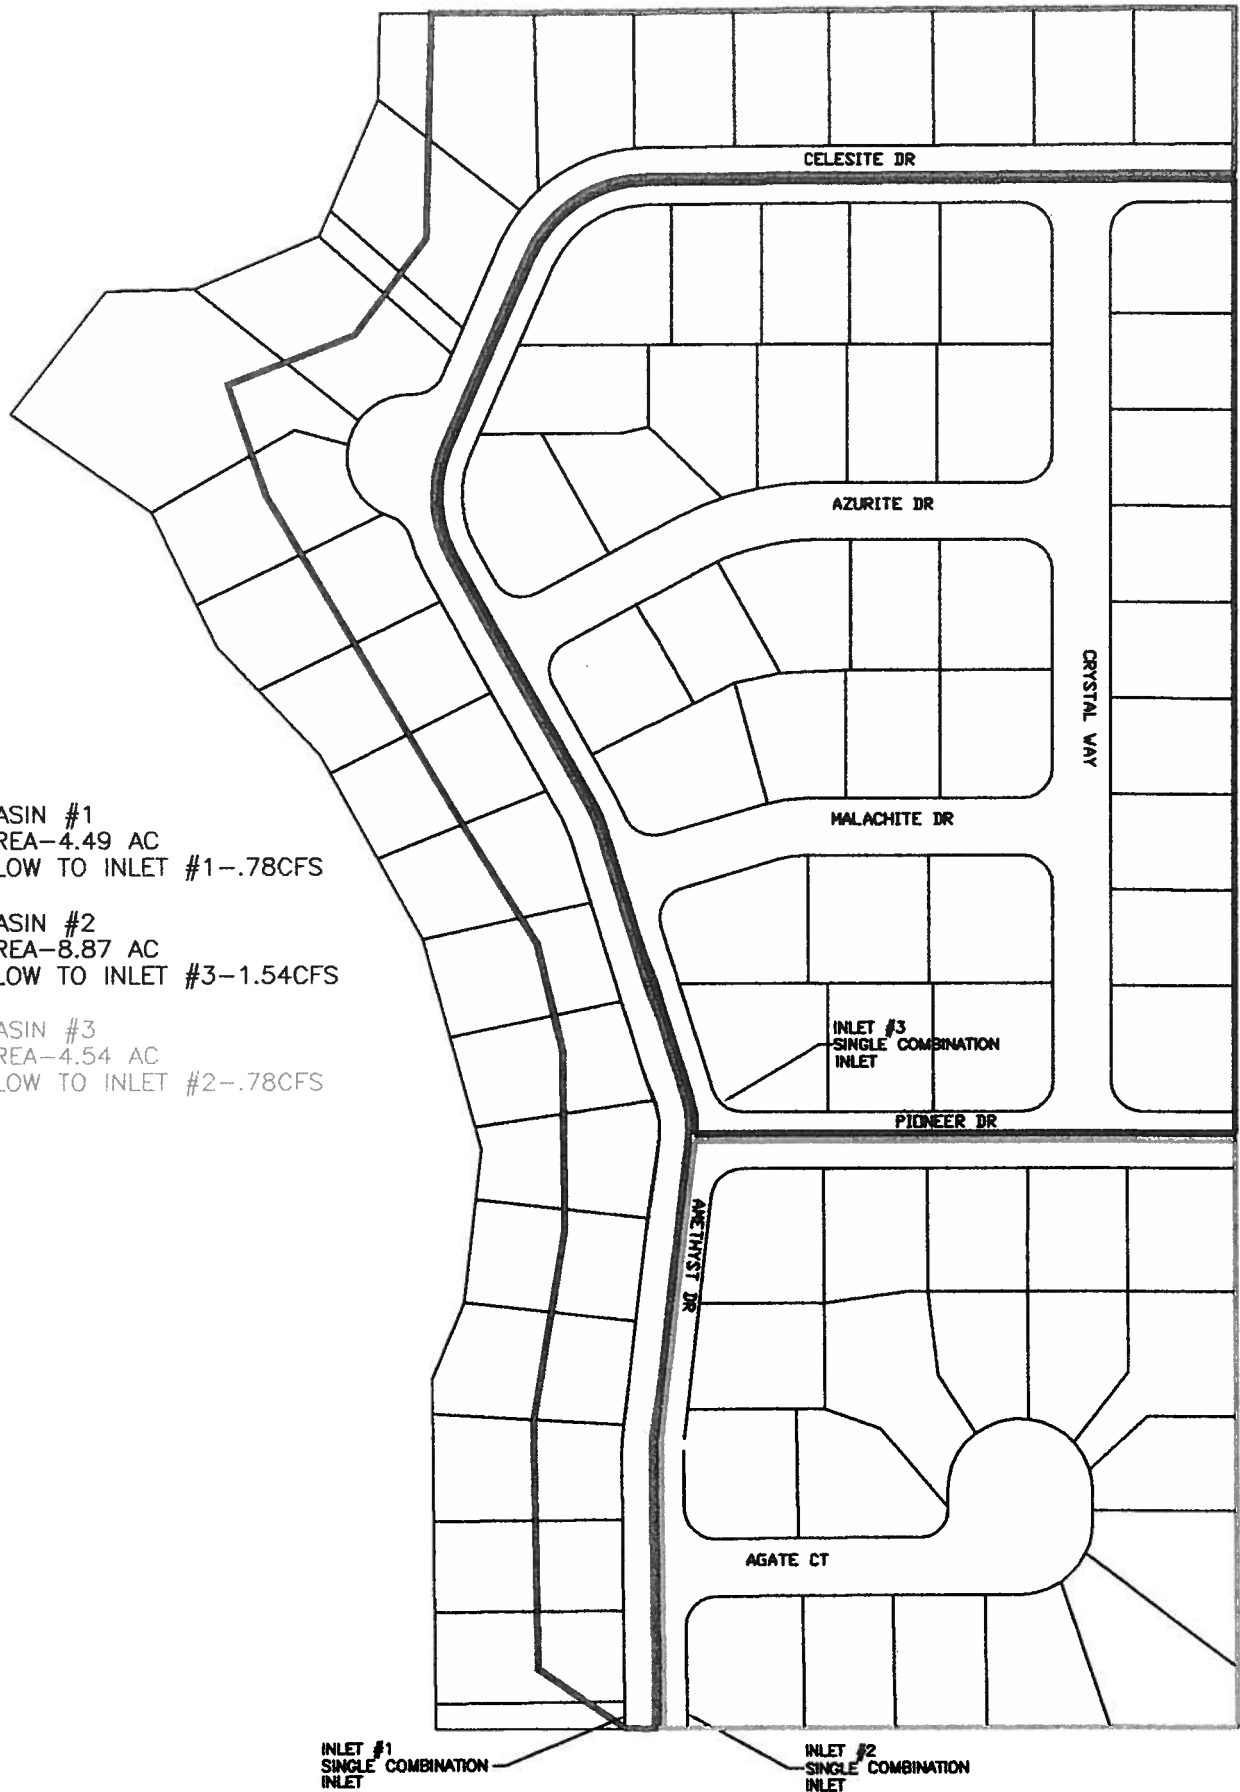 CELESITE DR
AZURITE DR
CRYSTAL WAY
ASIN #1
REA-4.49 AC
LOW TO INLET #1-.78CFS
MALACHITE DR
ASIN #2
REA-8.87 AC
LOW TO INLET #3-1.54CFS
ASIN #3
REA-4.54 AC
LOW TO INLET #2-.78CFS
INLET #3
SINGLE COMBINATION
INLET
PIONEER DR
AMETHYST DR
AGATE CT
INLET #1
SINGLE COMBINATION
INLET
INLET #2
SINGLE COMBINATION
INLET